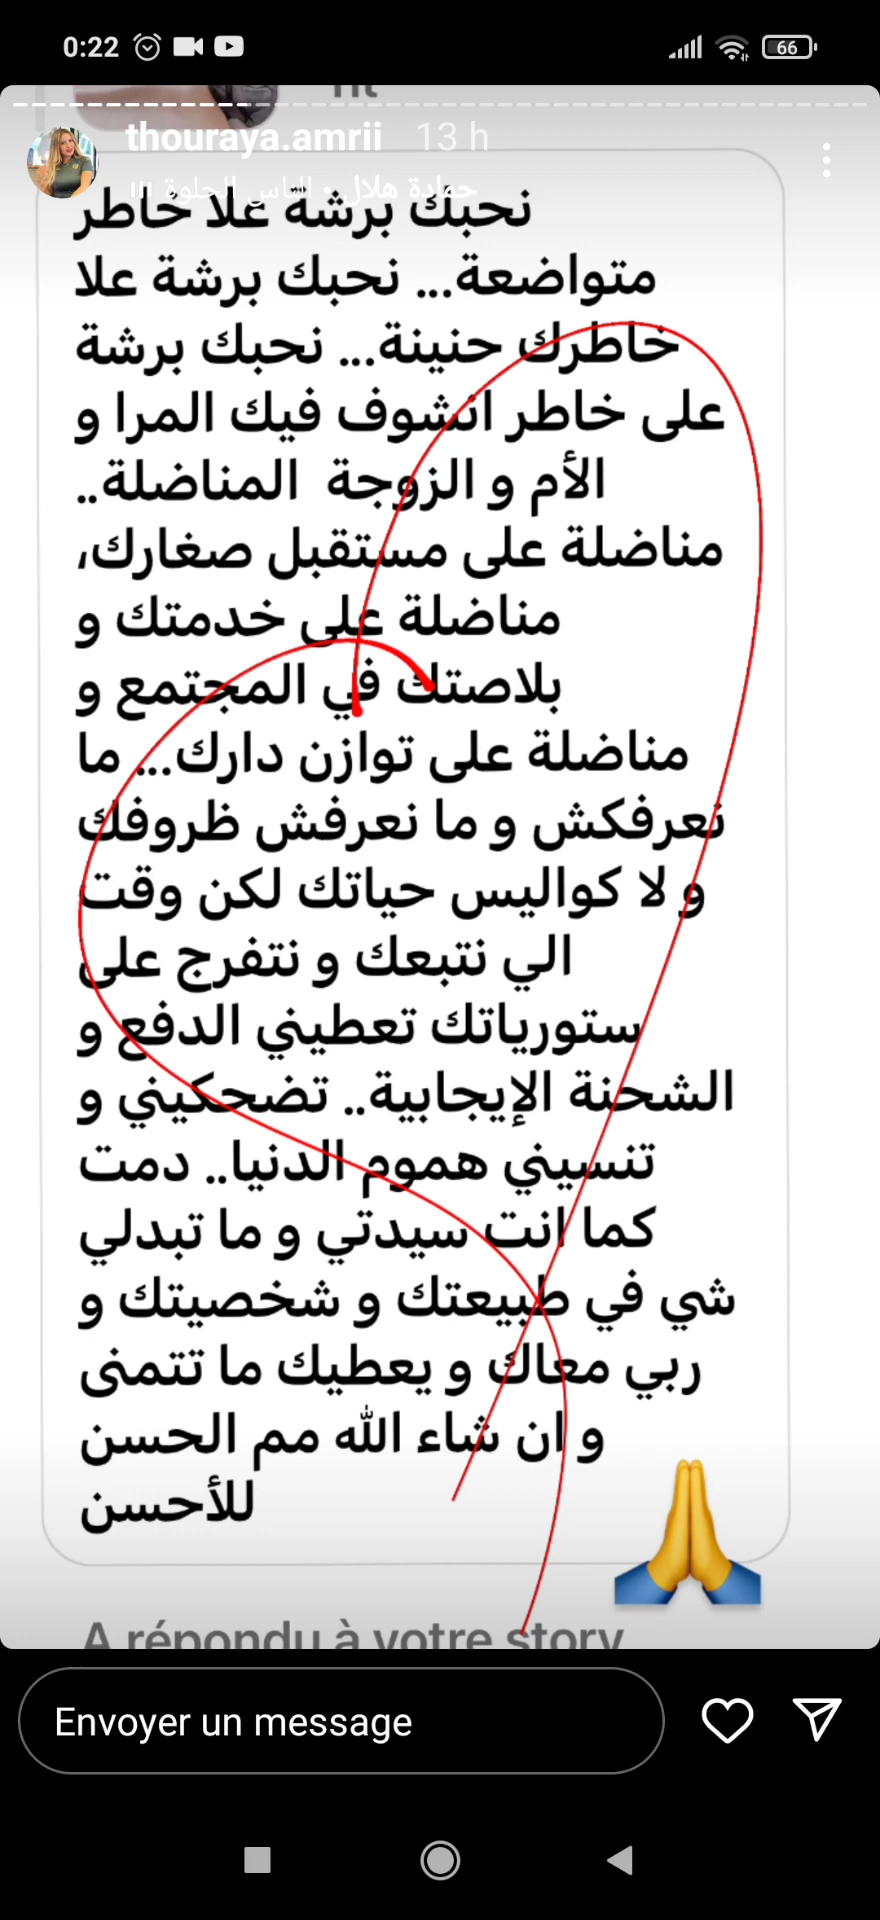 0:22
66
thouraya.amrii 13 h
حمادة هلال • الناس الحلوة
نحبك برشة علا خاطر
متواضعة... نحبك برشة علا
خاطرك حنينة... نحبك برشة
على خاطر انشوف فيك المرا و
الأم و الزوجة المناضلة..
مناضلة على مستقبل صغارك،
مناضلة على خدمتك و
بلاصتك في المجتمع و
مناضلة على توازن دارك... ما
نعرفكش و ما نعرفش ظروفك
و لا كواليس حياتك لكن وقت
الي نتبعك و نتفرج على
ستورياتك تعطيني الدفع و
الشحنة الإيجابية.. تضحكيني و
تنسيني هموم الدنيا.. دمت
كما انت سيدتي و ما تبدلي
شي في طبيعتك و شخصيتك و
ربي معاك و يعطيك ما تتمنى
و ان شاء الله مم الحسن
للأحسن
A répondu à votre story
Envoyer un message